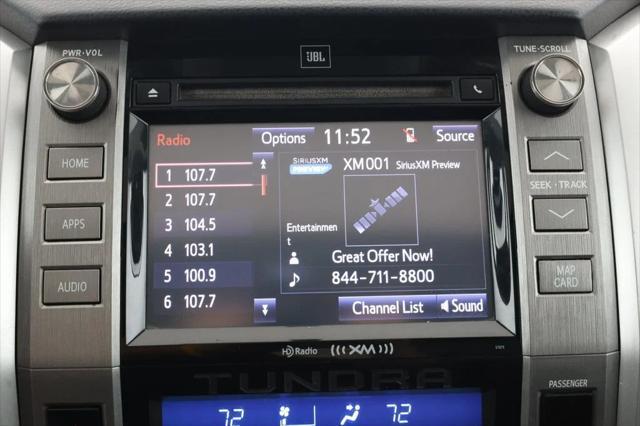 JBL
PWR•VOL
TUNE•SCROLL
Radio
Options
11:52
Source
HOME
APPS
AUDIO
1 107.7
2 107.7
3 104.5
4 103.1
5 100.9
6 107.7
SIRIUSXM
PREVIEW
XM001 SiriusXM Preview
Entertainmen
t
Great Offer Now!
844-711-8800
Channel List
Sound
SEEK•TRACK
MAP
CARD
HD Radio
(((XM)))
TUNDRA
PASSENGER
72
72